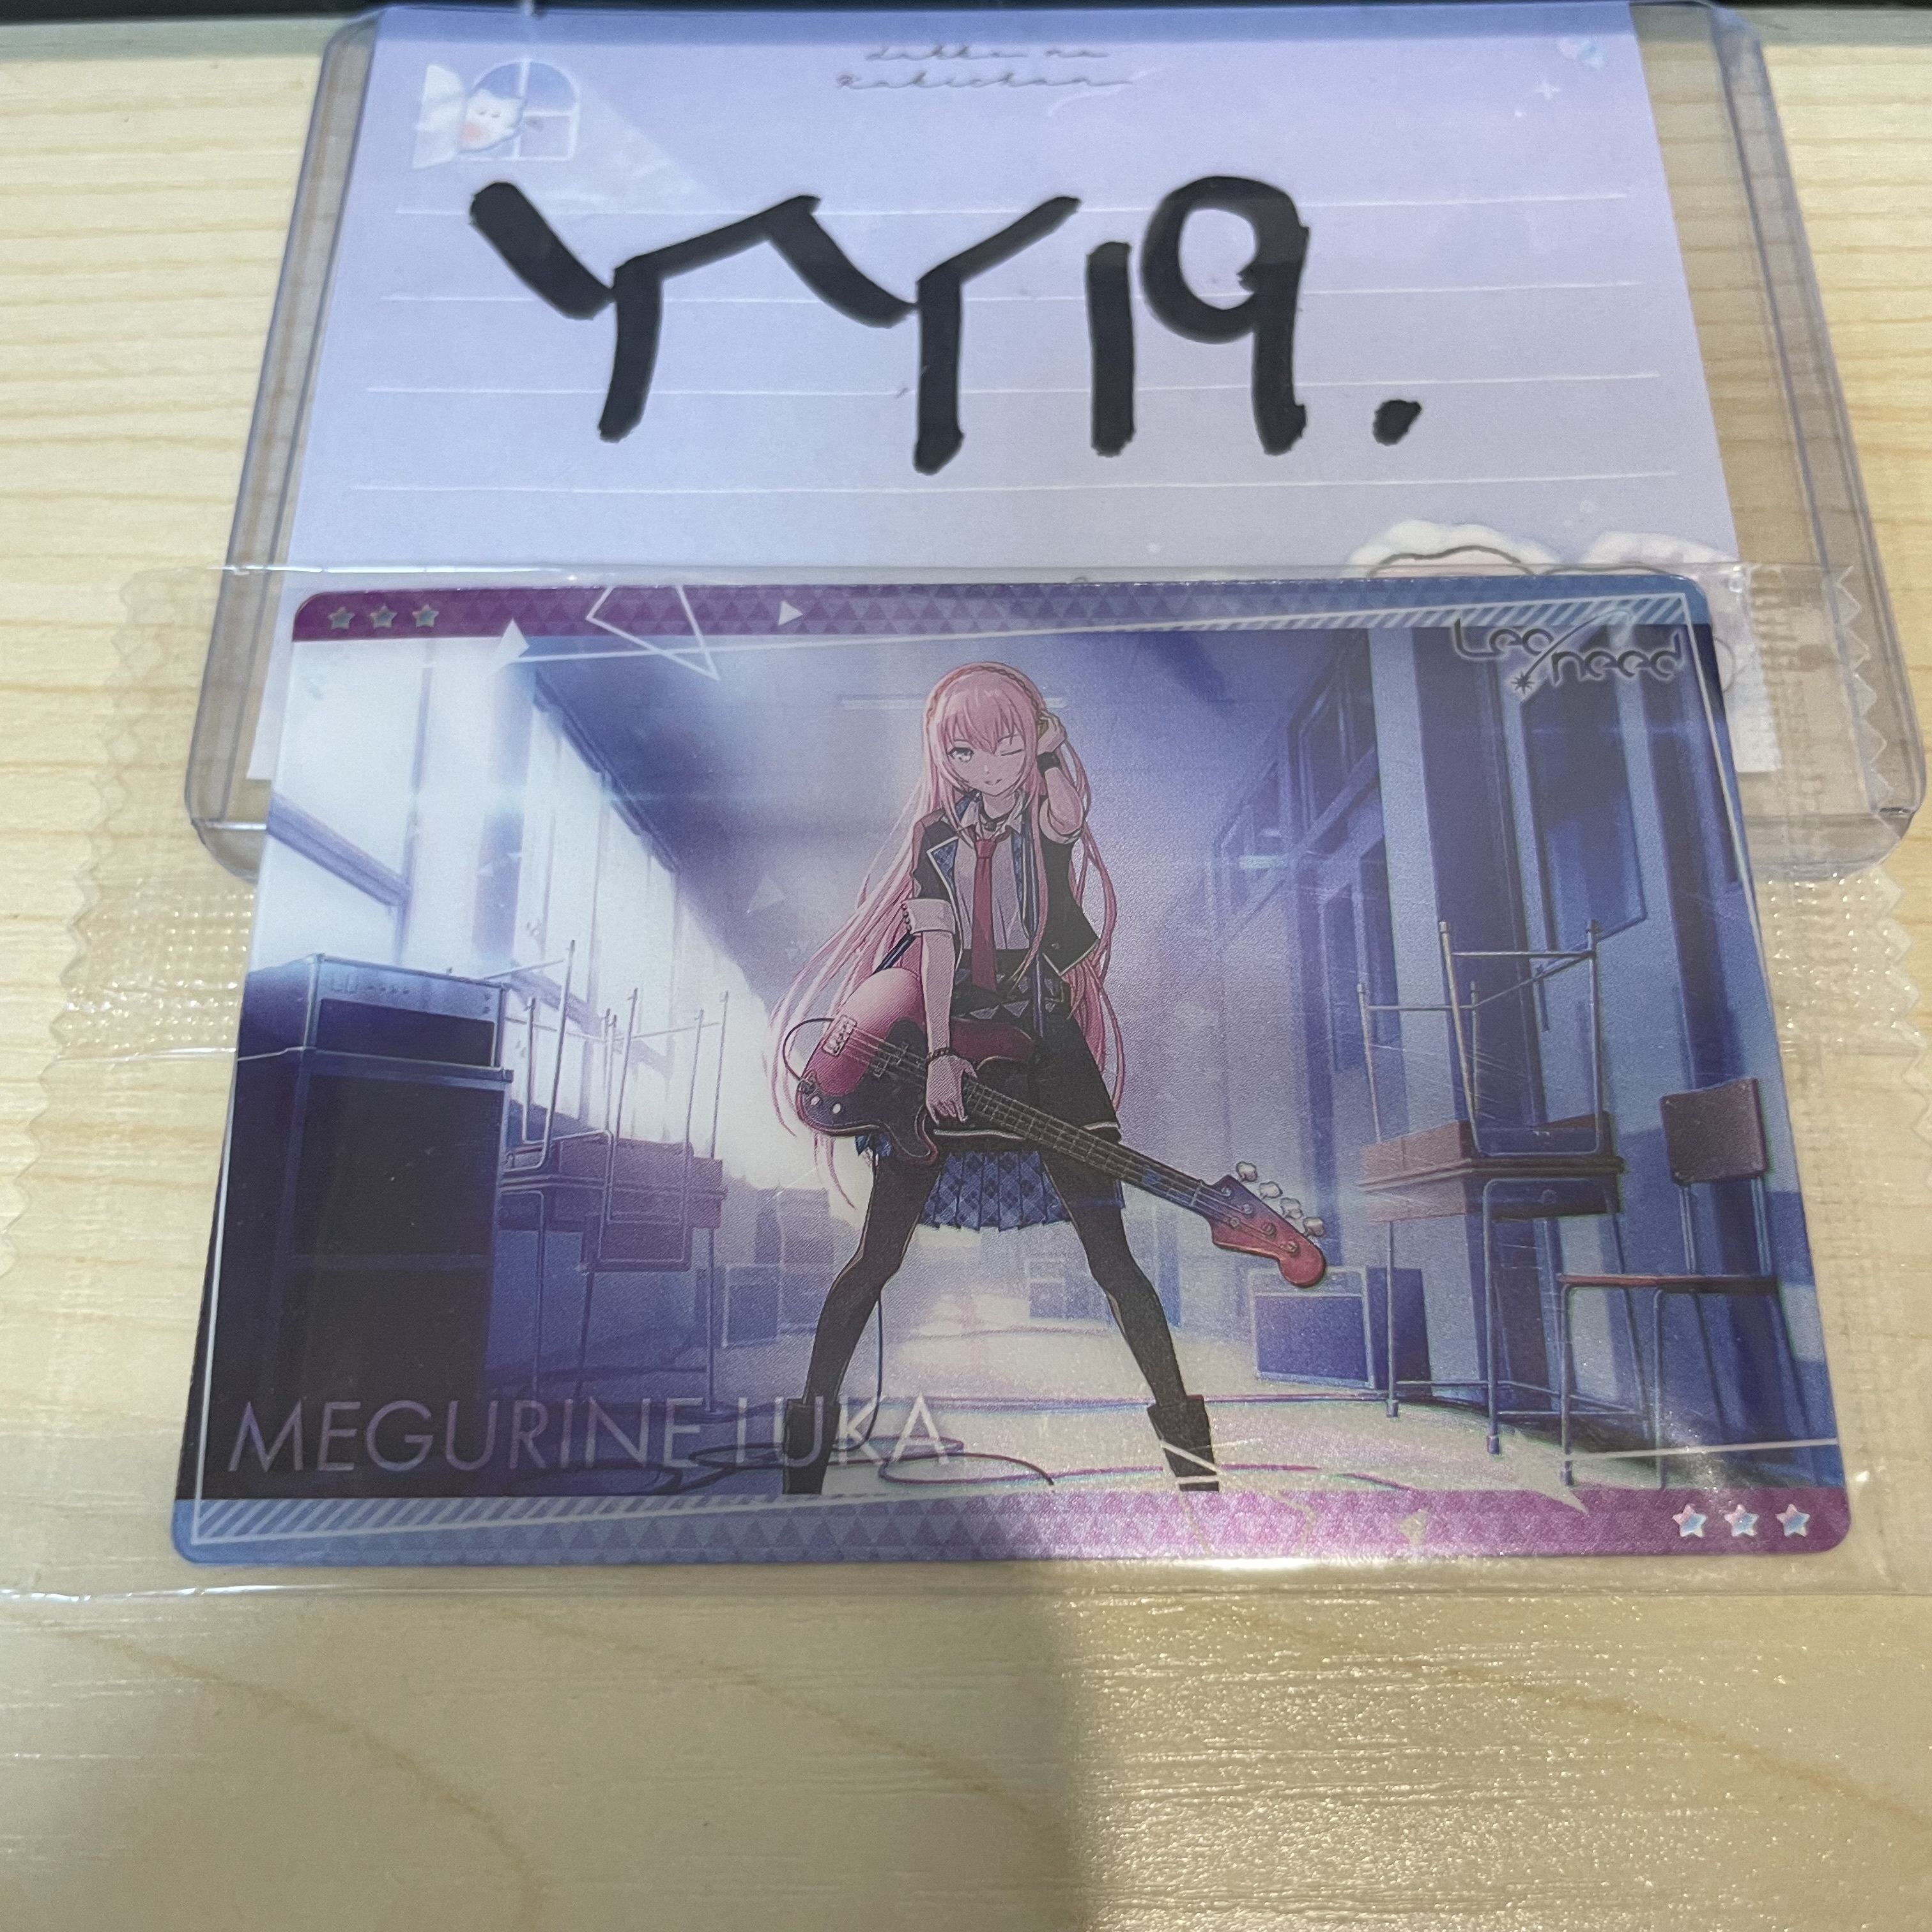 YY19.
Leo/need
MEGURINE LUKA